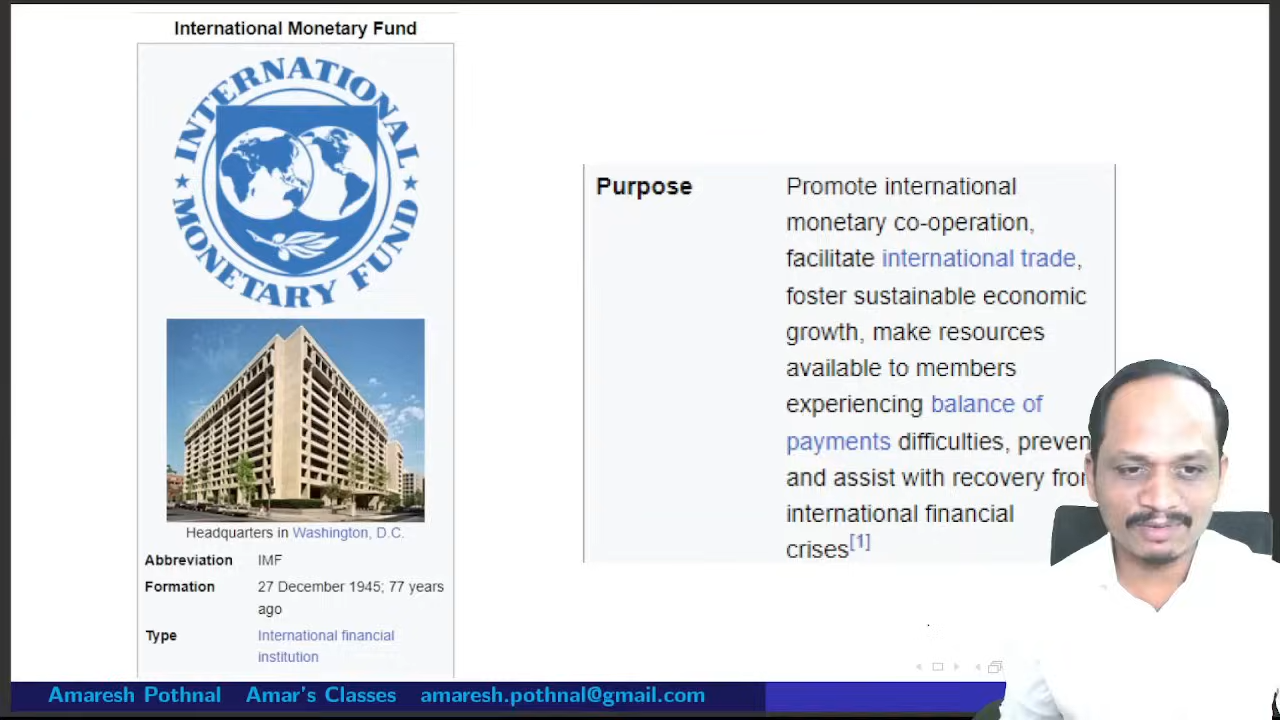 International Monetary Fund
INTERNATIONAL
MONETARY FUND
Headquarters in Washington, D.C.
Abbreviation IMF
Formation 27 December 1945; 77 years
ago
Type International financial
institution
Purpose Promote international
monetary co-operation,
facilitate international trade,
foster sustainable economic
growth, make resources
available to members
experiencing balance of
payments difficulties, preven
and assist with recovery fro
international financial
crises[1]
Amaresh Pothnal Amar's Classes amaresh.pothnal@gmail.com